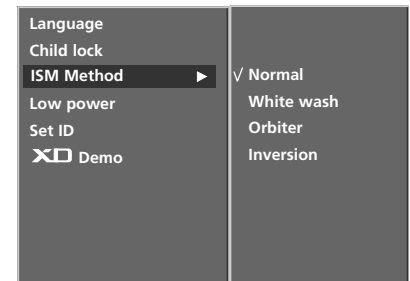 Language
Child lock
ISM Method ►
Low power
Set ID
XD Demo
√ Normal
White wash
Orbiter
Inversion